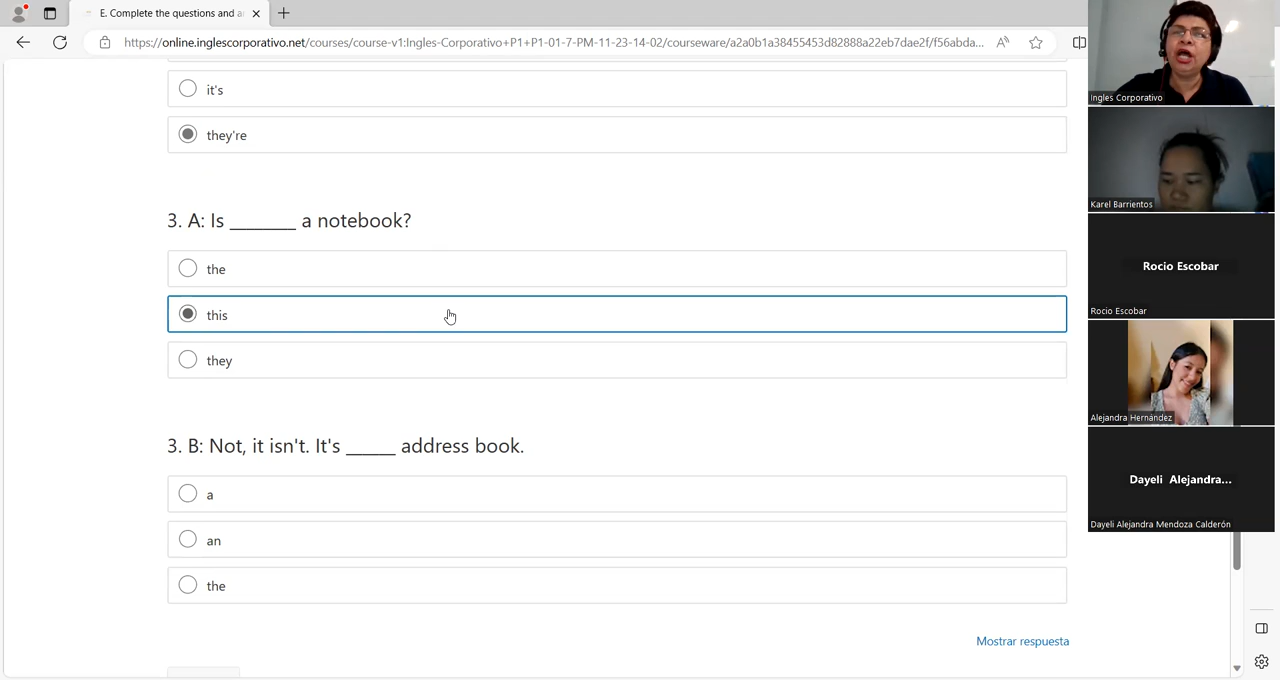 E. Complete the questions and a
https://online.inglescorporativo.net/courses/course-v1:Ingles-Corporativo+P1+P1-01-7-PM-11-23-14-02/courseware/a2a0b1a38455453d82888a22eb7dae2f/f56abda...
it's
they're
3. A: Is _______ a notebook?
the
this
they
3. B: Not, it isn't. It's _____ address book.
a
an
the
Mostrar respuesta
Ingles Corporativo
Karel Barrientos
Rocio Escobar
Rocio Escobar
Alejandra Hernández
Dayeli Alejandra...
Dayeli Alejandra Mendoza Calderón